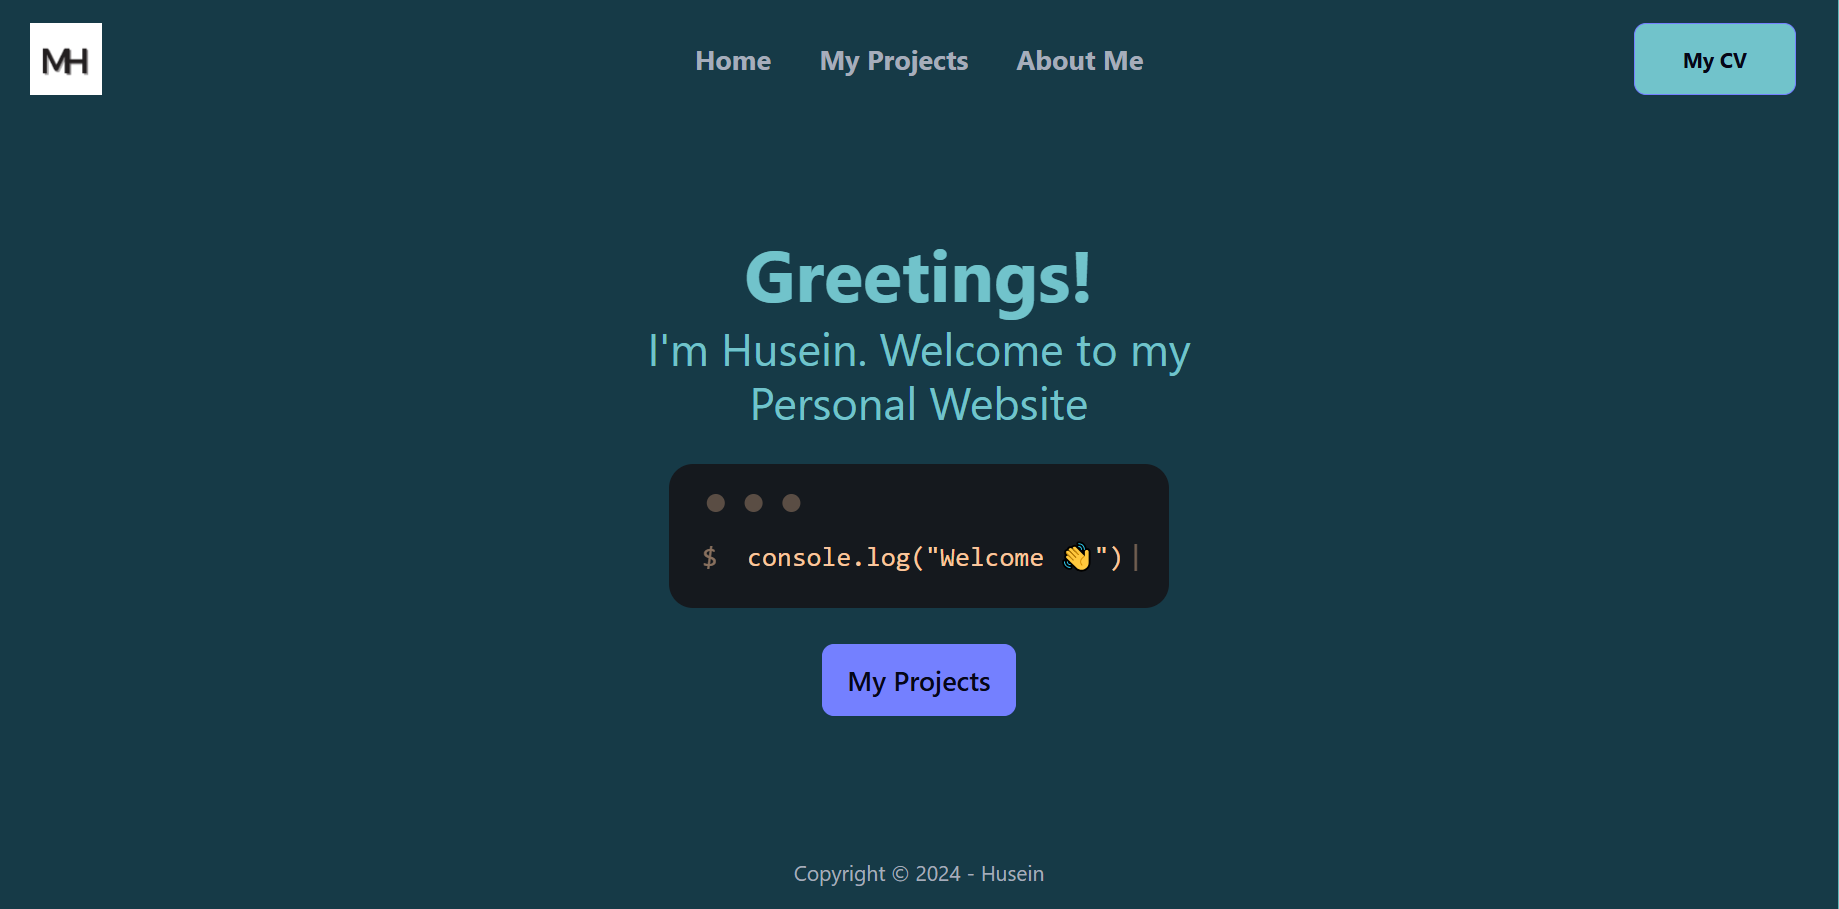 MH
Home My Projects About Me
My CV
Greetings!
I'm Husein. Welcome to my
Personal Website
$ console.log("Welcome 👋")
My Projects
Copyright © 2024 - Husein